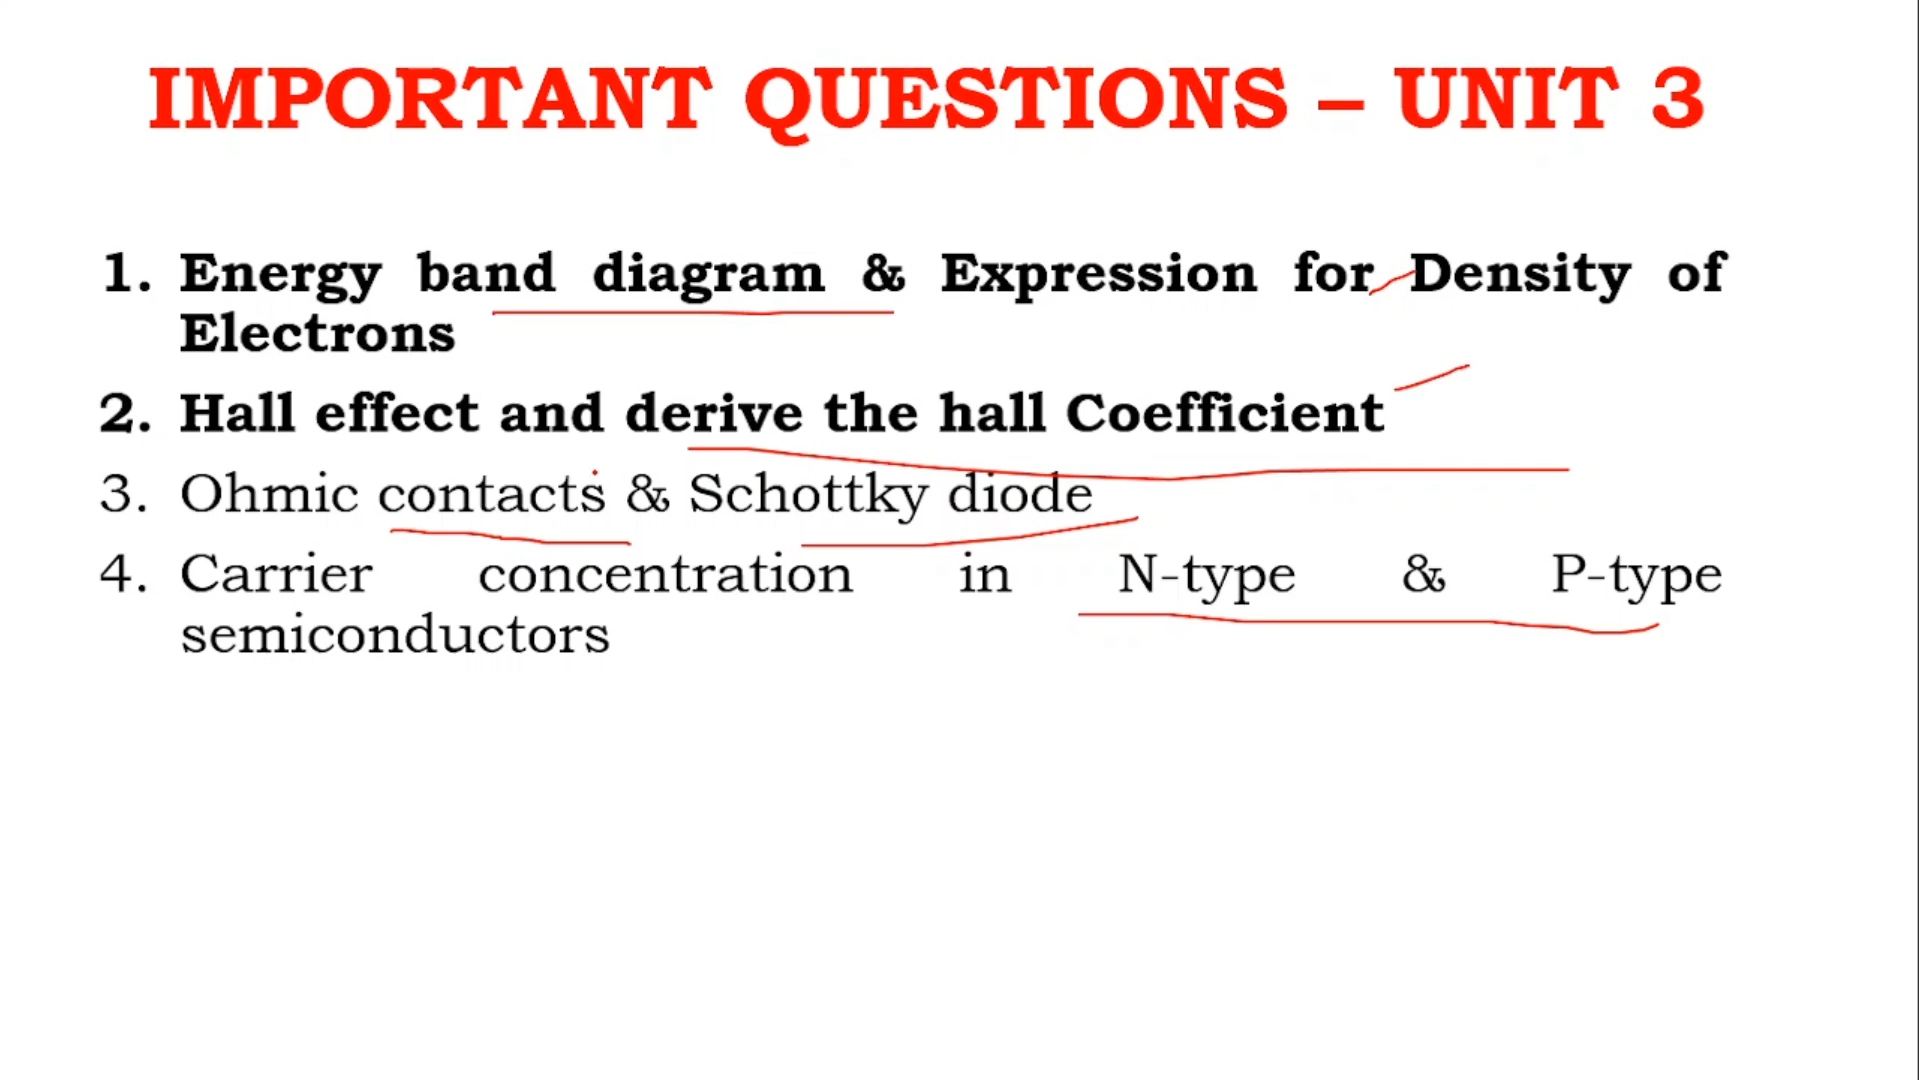 IMPORTANT QUESTIONS – UNIT 3
1. Energy band diagram & Expression for Density of
Electrons
2. Hall effect and derive the hall Coefficient
3. Ohmic contacts & Schottky diode
4. Carrier concentration in N-type & P-type
semiconductors